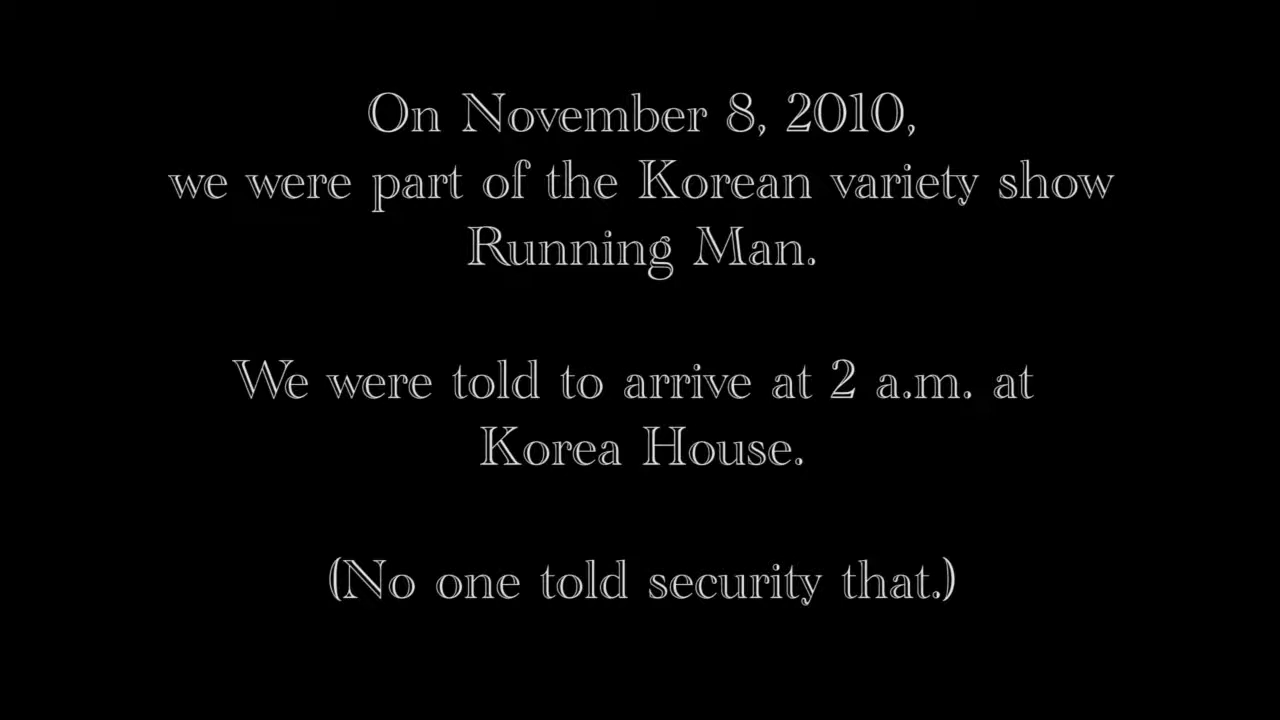 On November 8, 2010,
we were part of the Korean variety show
Running Man.
We were told to arrive at 2 a.m. at
Korea House.
(No one told security that.)